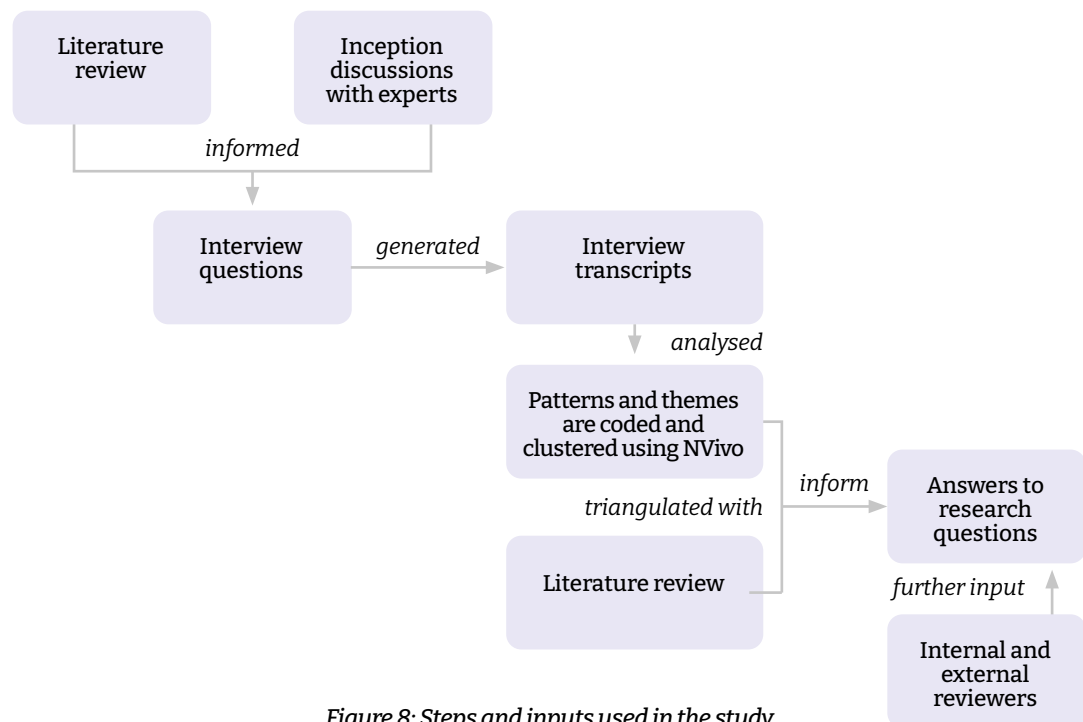 Literature
review
Inception
discussions
with experts
informed
Interview
questions
generated
Interview
transcripts
analysed
Patterns and themes
are coded and
clustered using NVivo
triangulated with
inform
Answers to
research
questions
Literature review
further input
Internal and
external
reviewers
Figure 8: Steps and inputs used in the study